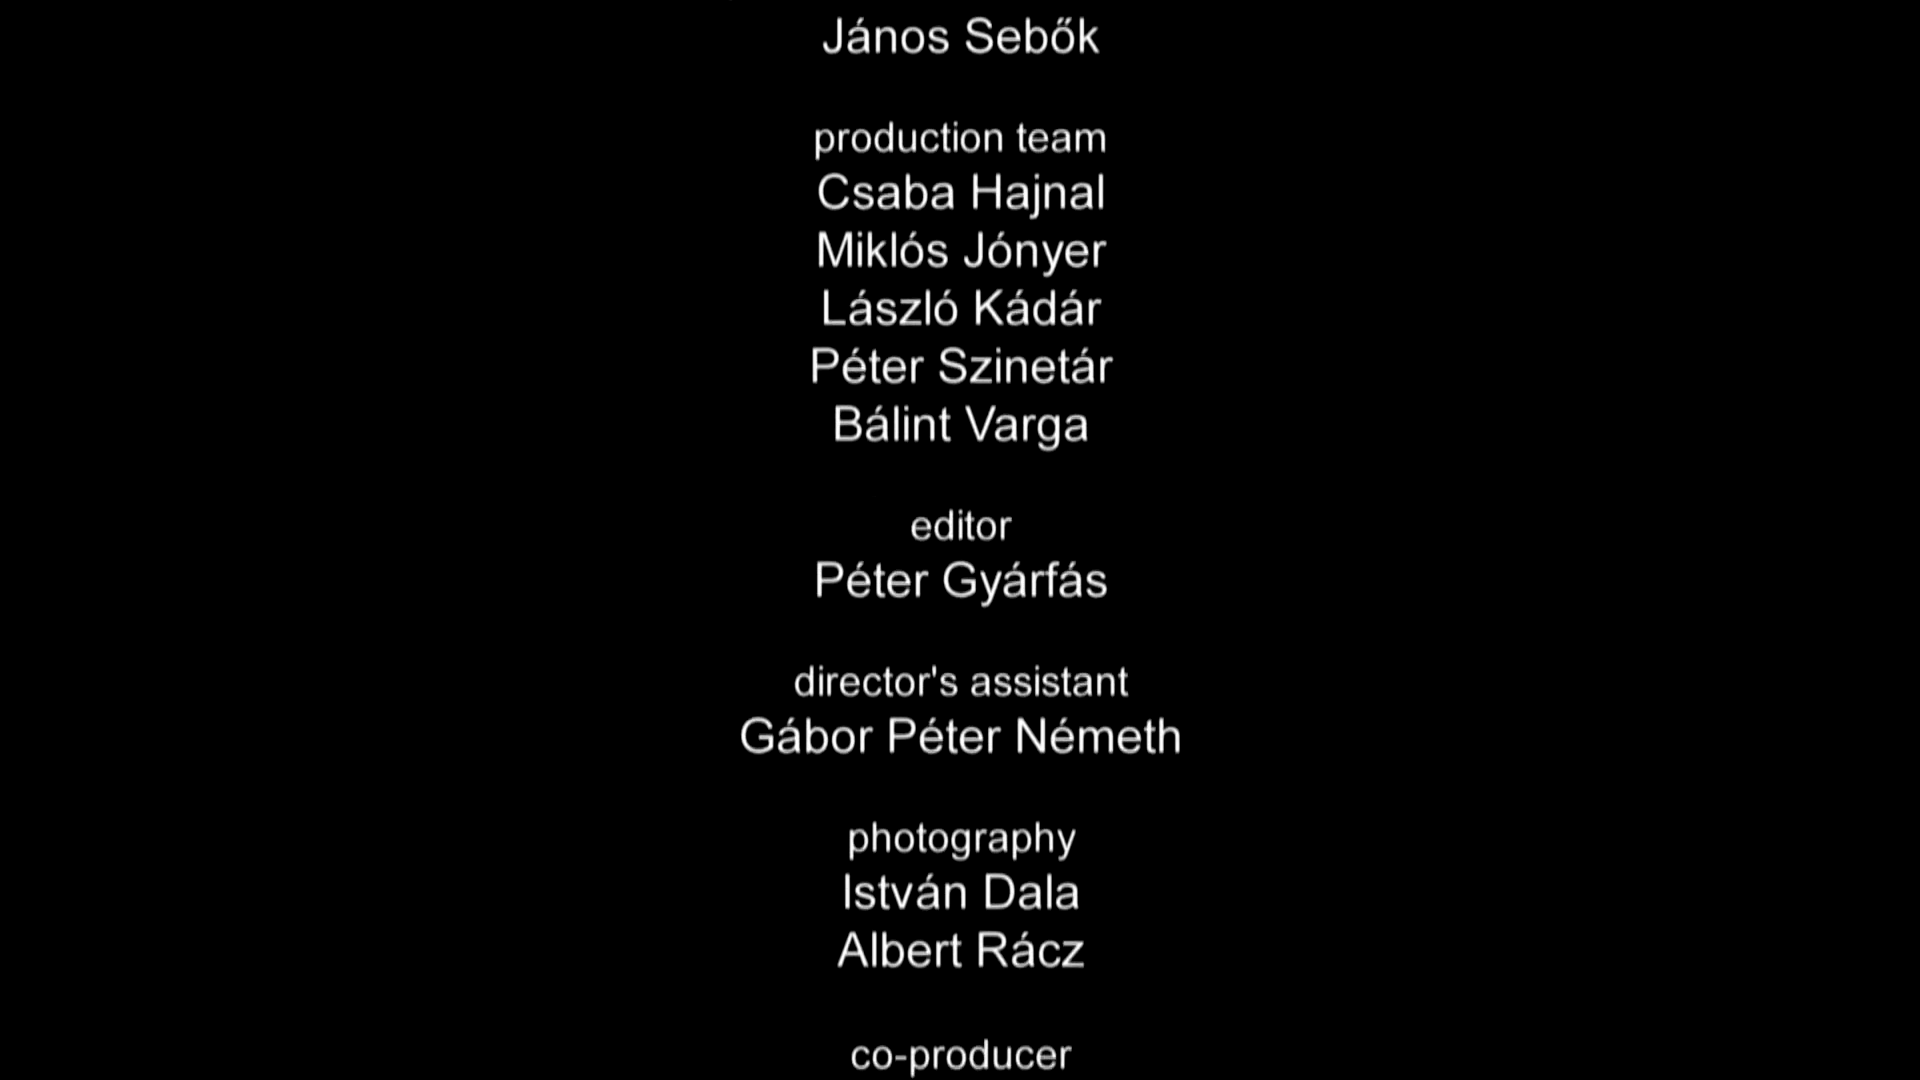 János Sebők
production team
Csaba Hajnal
Miklós Jónyer
László Kádár
Péter Szinetár
Bálint Varga
editor
Péter Gyárfás
director's assistant
Gábor Péter Németh
photography
István Dala
Albert Rácz
co-producer